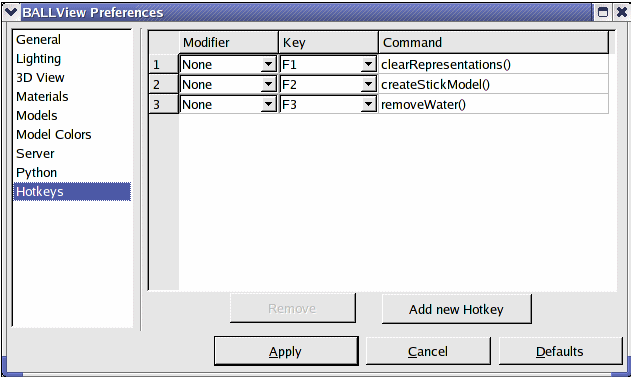 BALLView Preferences
General
Lighting
3D View
Materials
Models
Model Colors
Server
Python
Hotkeys
Modifier Key Command
1 None F1 clearRepresentations()
2 None F2 createStickModel()
3 None F3 removeWater()
Remove Add new Hotkey
Apply Cancel Defaults